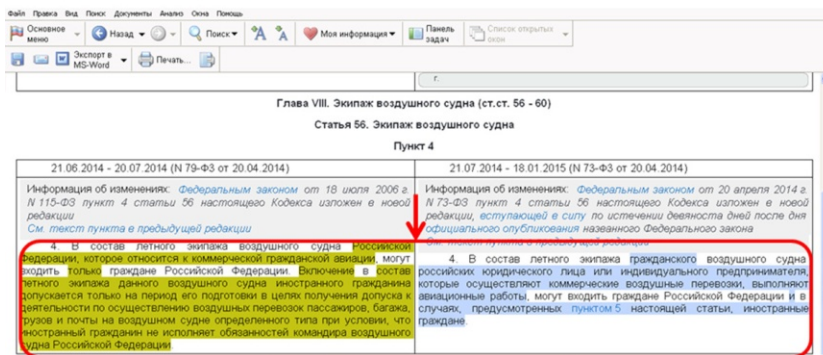 Файл Правка Вид Поиск Документы Анализ Окна Помощь
Основное меню Назад Поиск Моя информация Панель задач Список открытых окон
Экспорт в MS-Word Печать...
г.
Глава VIII. Экипаж воздушного судна (ст.ст. 56 - 60)
Статья 56. Экипаж воздушного судна
Пункт 4
21.06.2014 - 20.07.2014 (N 79-ФЗ от 20.04.2014)
Информация об изменениях: Федеральным законом от 18 июля 2006 г.
N 115-ФЗ пункт 4 статьи 56 настоящего Кодекса изложен в новой
редакции
См. текст пункта в предыдущей редакции
4. В состав летного экипажа воздушного судна Российской
Федерации, которое относится к коммерческой гражданской авиации, могут
входить только граждане Российской Федерации. Включение в состав
летного экипажа данного воздушного судна иностранного гражданина
допускается только на период его подготовки в целях получения допуска к
деятельности по осуществлению воздушных перевозок пассажиров, багажа,
грузов и почты на воздушном судне определенного типа при условии, что
иностранный гражданин не исполняет обязанностей командира воздушного
судна Российской Федерации.
21.07.2014 - 18.01.2015 (N 73-ФЗ от 20.04.2014)
Информация об изменениях: Федеральным законом от 20 апреля 2014 г.
N 73-ФЗ пункт 4 статьи 56 настоящего Кодекса изложен в новой
редакции, вступающей в силу по истечении девяноста дней после дня
официального опубликования названного Федерального закона
См. текст пункта в предыдущей редакции
4. В состав летного экипажа гражданского воздушного судна
российских юридического лица или индивидуального предпринимателя,
которые осуществляют коммерческие воздушные перевозки, выполняют
авиационные работы, могут входить граждане Российской Федерации и в
случаях, предусмотренных пунктом 5 настоящей статьи, иностранные
граждане.